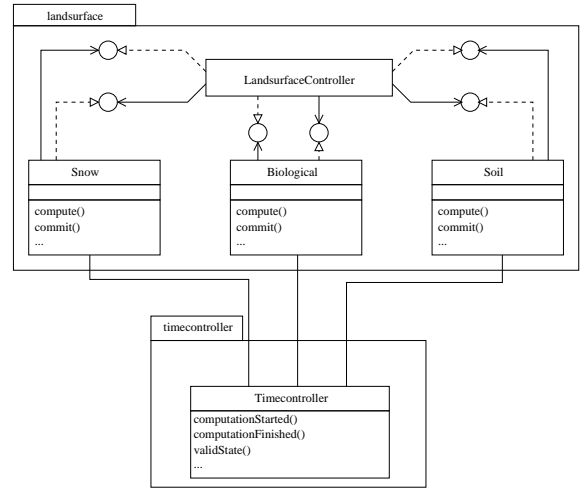 landsurface
LandsurfaceController
Snow
compute()
commit()
...
Biological
compute()
commit()
...
Soil
compute()
commit()
...
timecontroller
Timecontroller
computationStarted()
computationFinished()
validState()
...